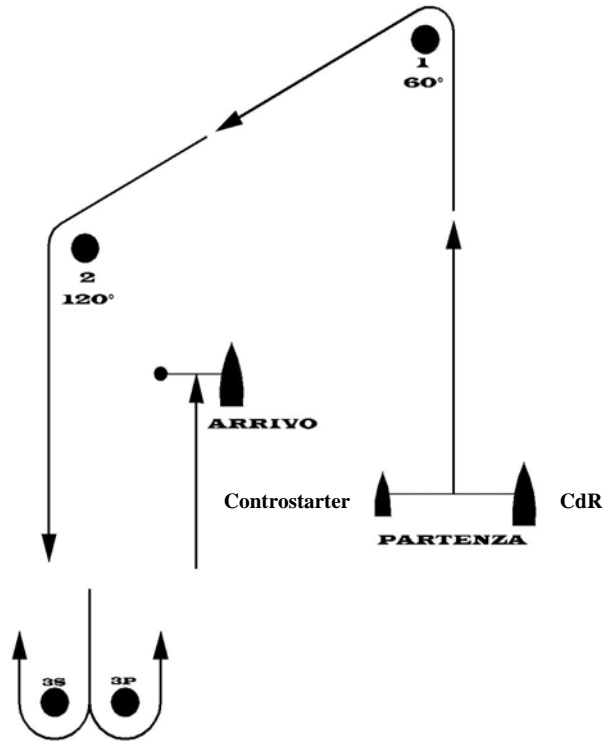 1
60°
2
120°
ARRIVO
Controstarter
CdR
PARTENZA
3S
3P